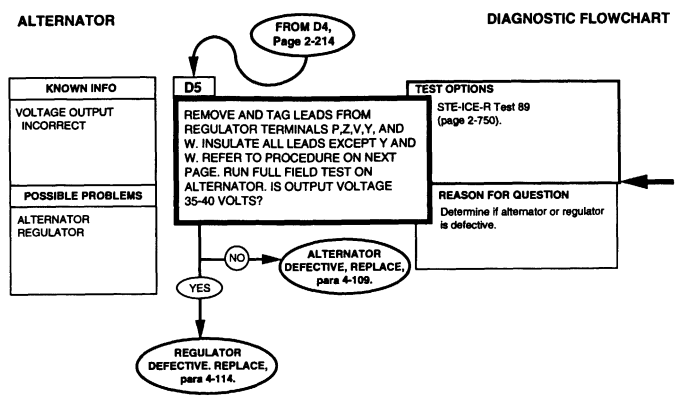 ALTERNATOR
DIAGNOSTIC FLOWCHART
FROM D4,
Page 2-214
KNOWN INFO
VOLTAGE OUTPUT
INCORRECT
POSSIBLE PROBLEMS
ALTERNATOR
REGULATOR
D5
REMOVE AND TAG LEADS FROM
REGULATOR TERMINALS P,Z,V,Y, AND
W. INSULATE ALL LEADS EXCEPT Y AND
W. REFER TO PROCEDURE ON NEXT
PAGE. RUN FULL FIELD TEST ON
ALTERNATOR. IS OUTPUT VOLTAGE
35-40 VOLTS?
TEST OPTIONS
STE-ICE-R Test 89
(page 2-750).
REASON FOR QUESTION
Determine if alternator or regulator
is defective.
NO
ALTERNATOR
DEFECTIVE, REPLACE,
para 4-109.
YES
REGULATOR
DEFECTIVE. REPLACE,
para 4-114.